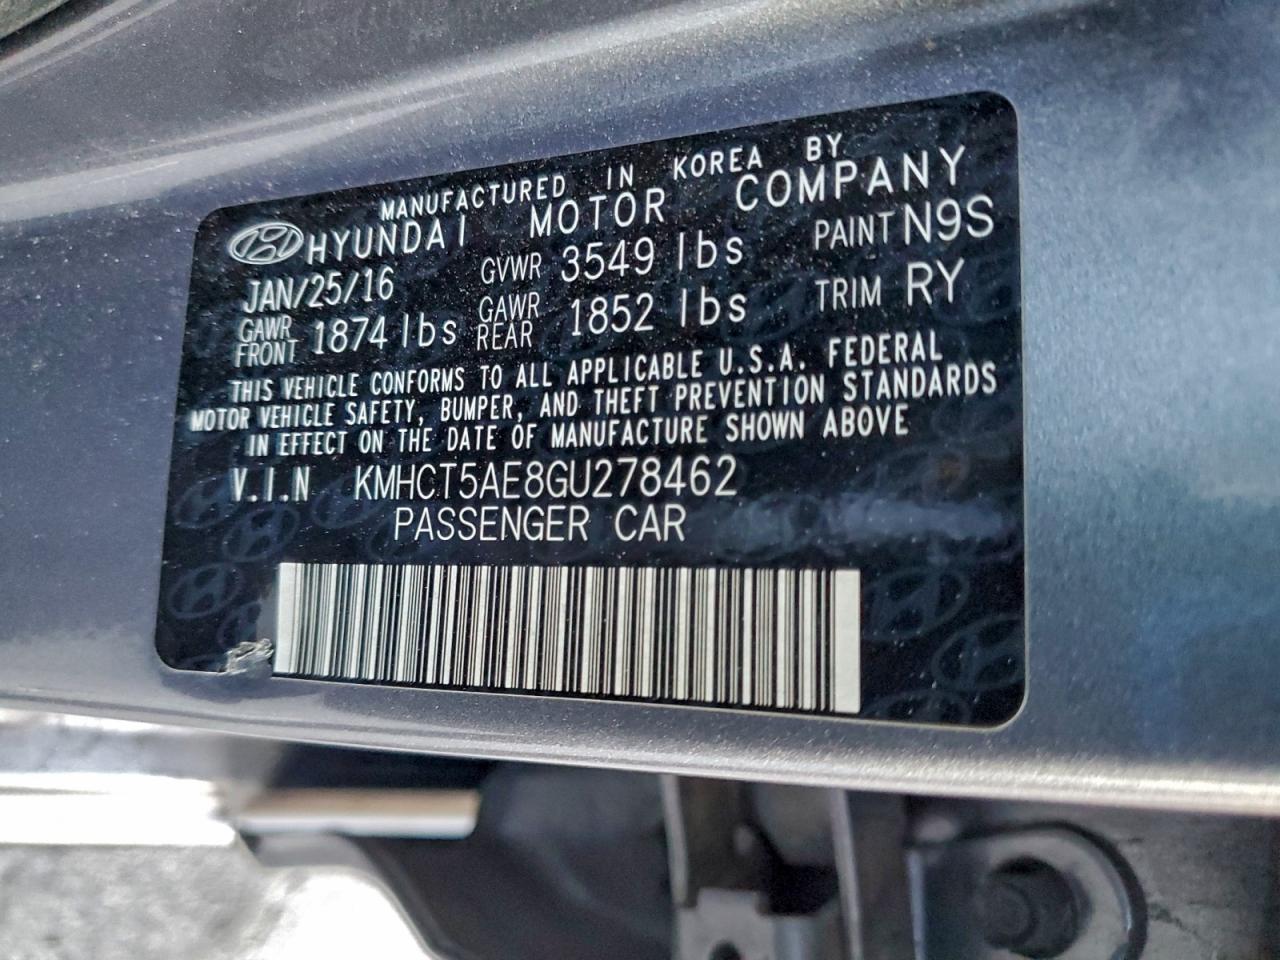 MANUFACTURED IN KOREA BY
HYUNDAI MOTOR COMPANY
JAN/25/16 GVWR 3549 lbs PAINT N9S
GAWR FRONT 1874 lbs GAWR REAR 1852 lbs TRIM RY
THIS VEHICLE CONFORMS TO ALL APPLICABLE U.S.A. FEDERAL
MOTOR VEHICLE SAFETY, BUMPER, AND THEFT PREVENTION STANDARDS
IN EFFECT ON THE DATE OF MANUFACTURE SHOWN ABOVE
V.I.N KMHCT5AE8GU278462
PASSENGER CAR